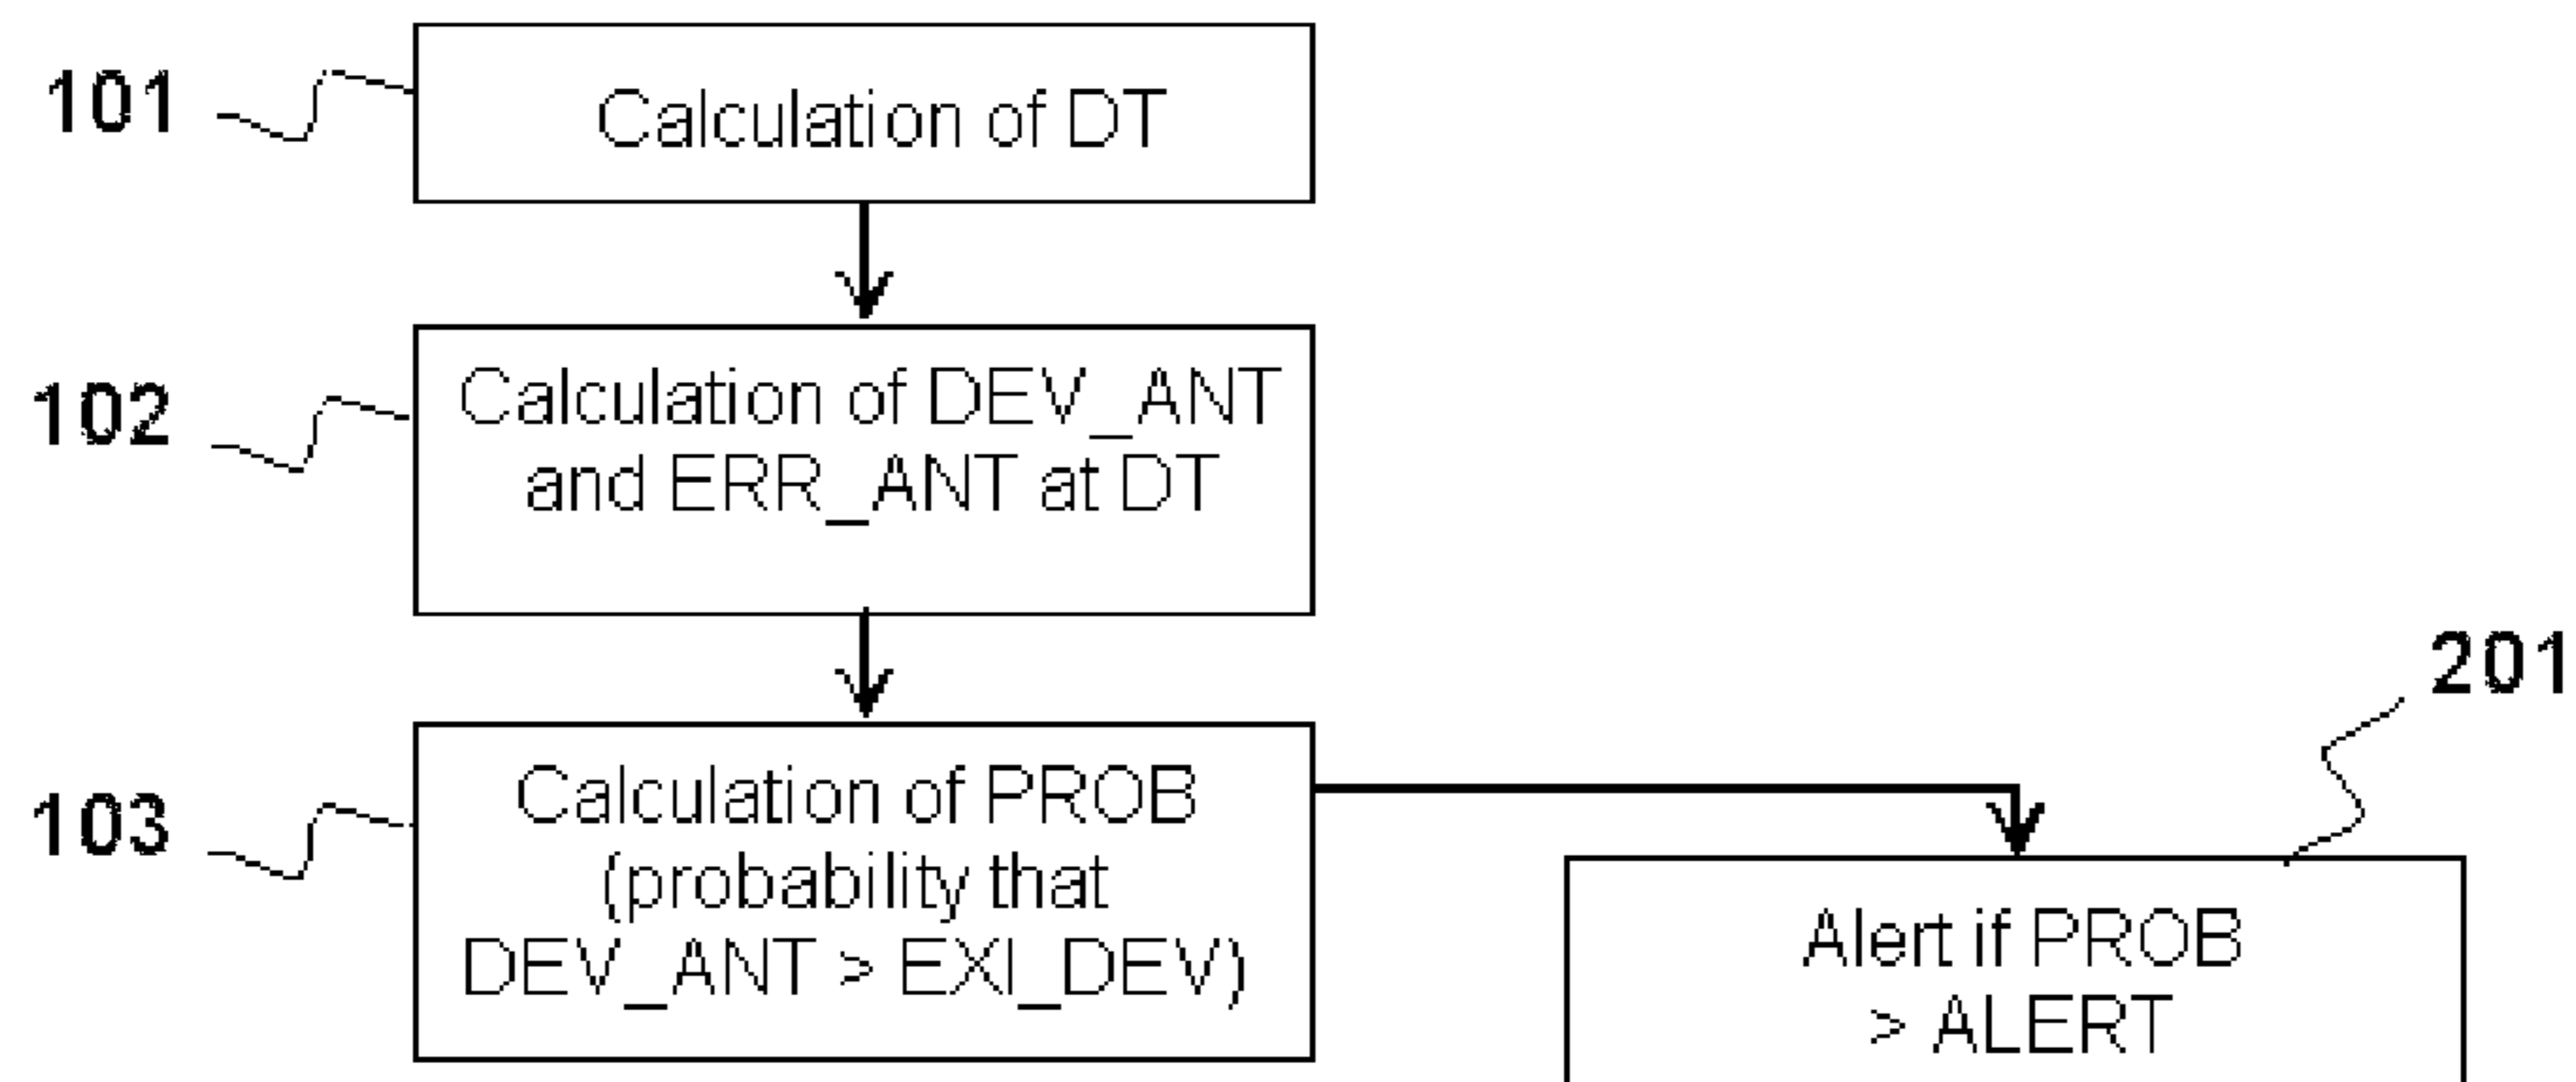 101
Calculation of DT
102
Calculation of DEV_ANT
and ERR_ANT at DT
201
103
Calculation of PROB
(probability that
DEV_ANT > EXI_DEV)
Alert if PROB
> ALERT